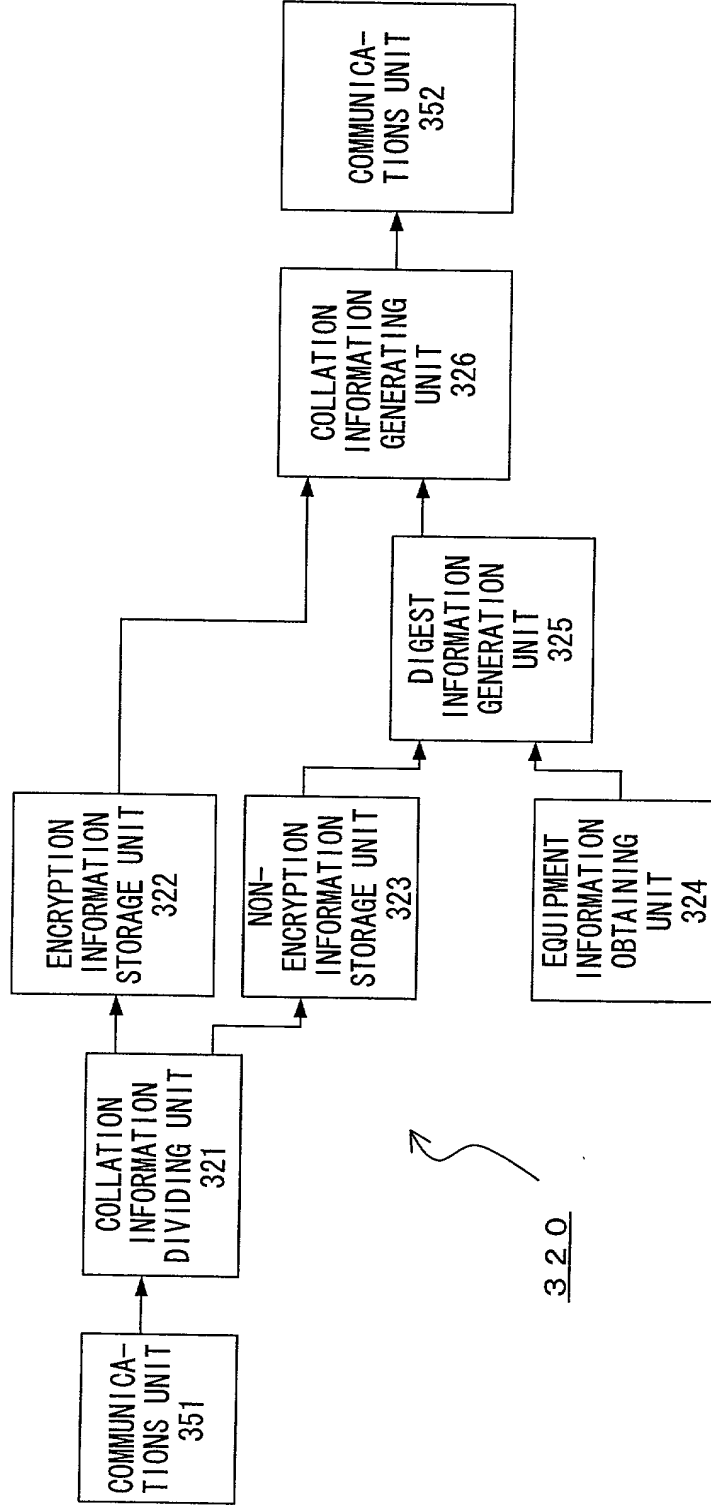 COMMUNICA-
TIONS UNIT
351
COLLATION
INFORMATION
DIVIDING UNIT
321
ENCRYPTION
INFORMATION
STORAGE UNIT
322
NON-
ENCRYPTION
INFORMATION
STORAGE UNIT
323
EQUIPMENT
INFORMATION
OBTAINING
UNIT
324
DIGEST
INFORMATION
GENERATION
UNIT
325
COLLATION
INFORMATION
GENERATING
UNIT
326
COMMUNICA-
TIONS UNIT
352
320